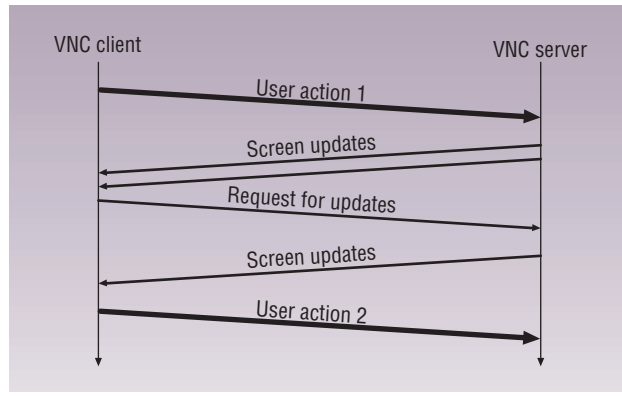 VNC client
VNC server
User action 1
Screen updates
Request for updates
Screen updates
User action 2